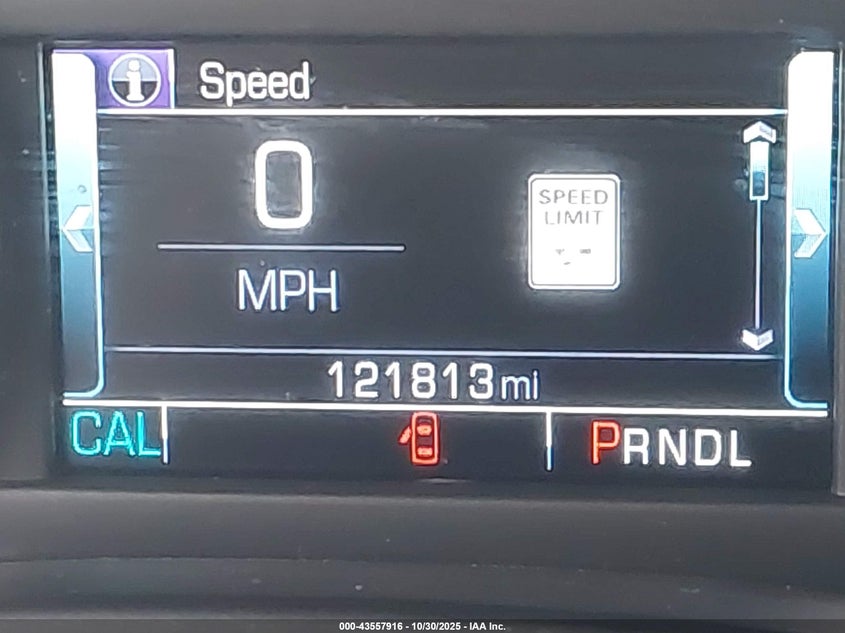 Speed
0
MPH
SPEED
LIMIT
--
121813mi
CAL
PRNDL
000-43557916 - 10/30/2025 - IAA Inc.